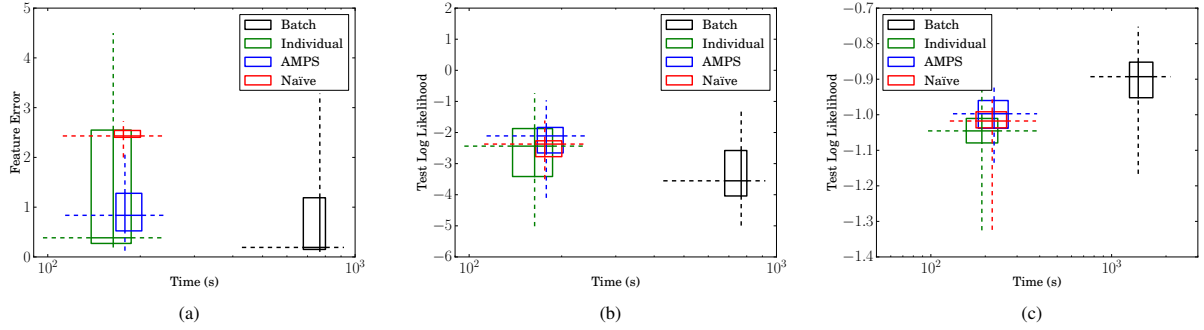 5
4
3
2
1
0
Feature Error
10²
10³
Time (s)
Batch
Individual
AMPS
Naïve
(a)
2
1
0
−1
−2
−3
−4
−5
−6
Test Log Likelihood
10²
10³
Time (s)
Batch
Individual
AMPS
Naïve
(b)
−0.7
−0.8
−0.9
−1.0
−1.1
−1.2
−1.3
−1.4
Test Log Likelihood
10²
10³
Time (s)
Batch
Individual
AMPS
Naïve
(c)